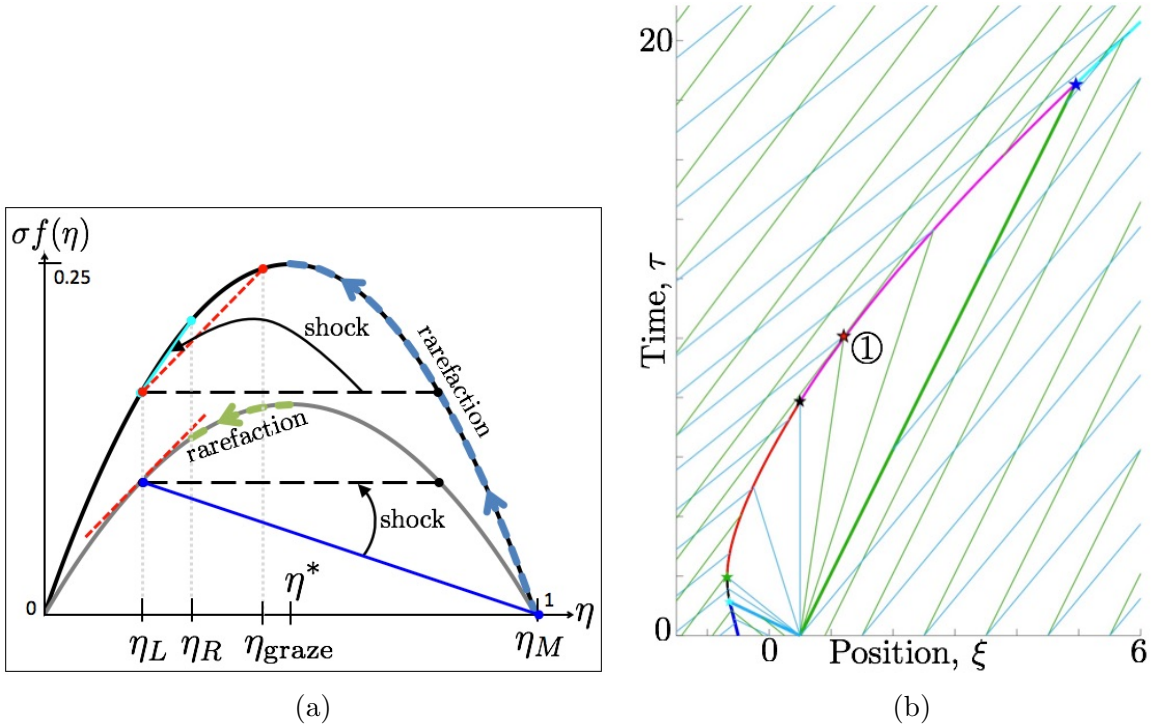 σf(η)
0.25
shock
rarefaction
rarefaction
shock
η*
0
1
η
η_L
η_R
η_graze
η_M
(a)
20
Time, τ
①
0
0
Position, ξ
6
(b)